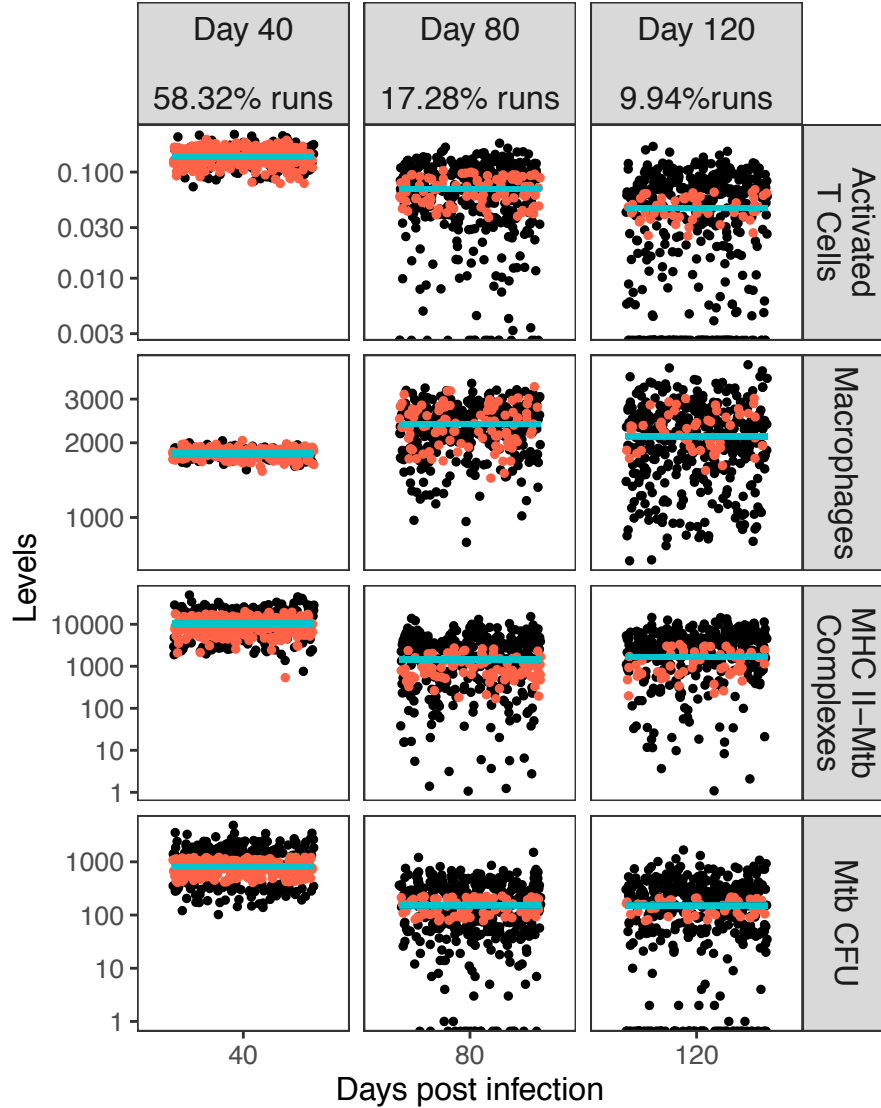 Day 40
58.32% runs
Day 80
17.28% runs
Day 120
9.94%runs
Levels
0.100
0.030
0.010
0.003
Activated
T Cells
3000
2000
1000
Macrophages
10000
1000
100
10
1
MHC II−Mtb
Complexes
1000
100
10
1
Mtb CFU
40
80
120
Days post infection